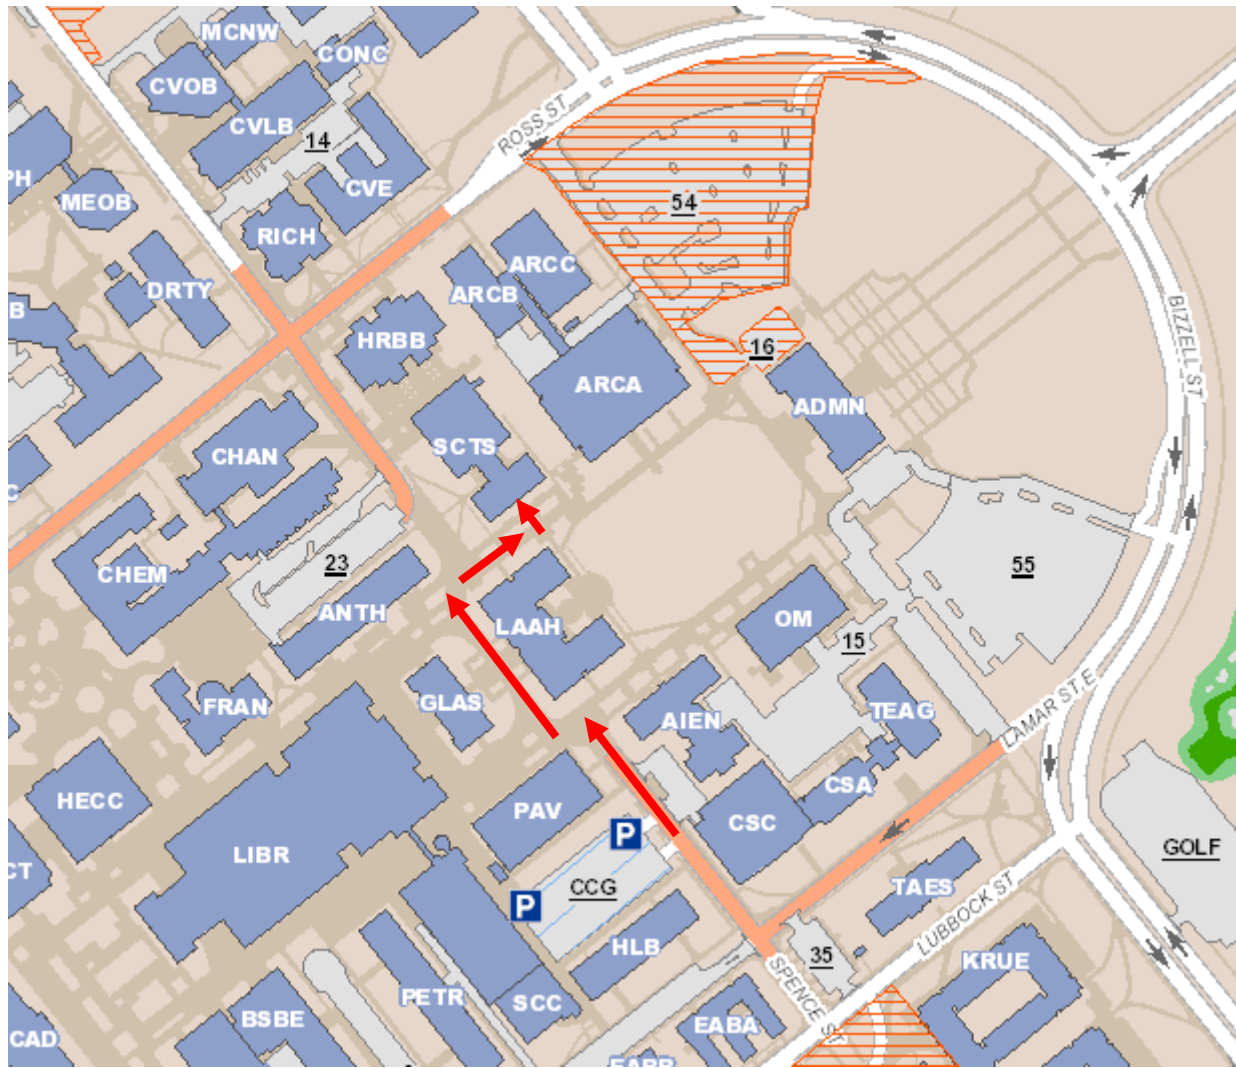 MCNW
CONC
CVOB
CVLB
14
ROSS ST
PH
CVE
MEOB
54
RICH
ARCC
DRTY
ARCB
B
BIZZELL ST
HRBB
16
ARCA
ADMN
SCTS
CHAN
C
23
55
CHEM
ANTH
LAAH
OM
15
FRAN
GLAS
AIEN
TEAG
LAMAR ST E
CSA
HECC
PAV
CSC
P
LIBR
GOLF
CT
CCG
TAES
P
LUBBOCK ST
HLB
35
KRUE
SPENCE ST
PETR
SCC
BSBE
EABA
CAD